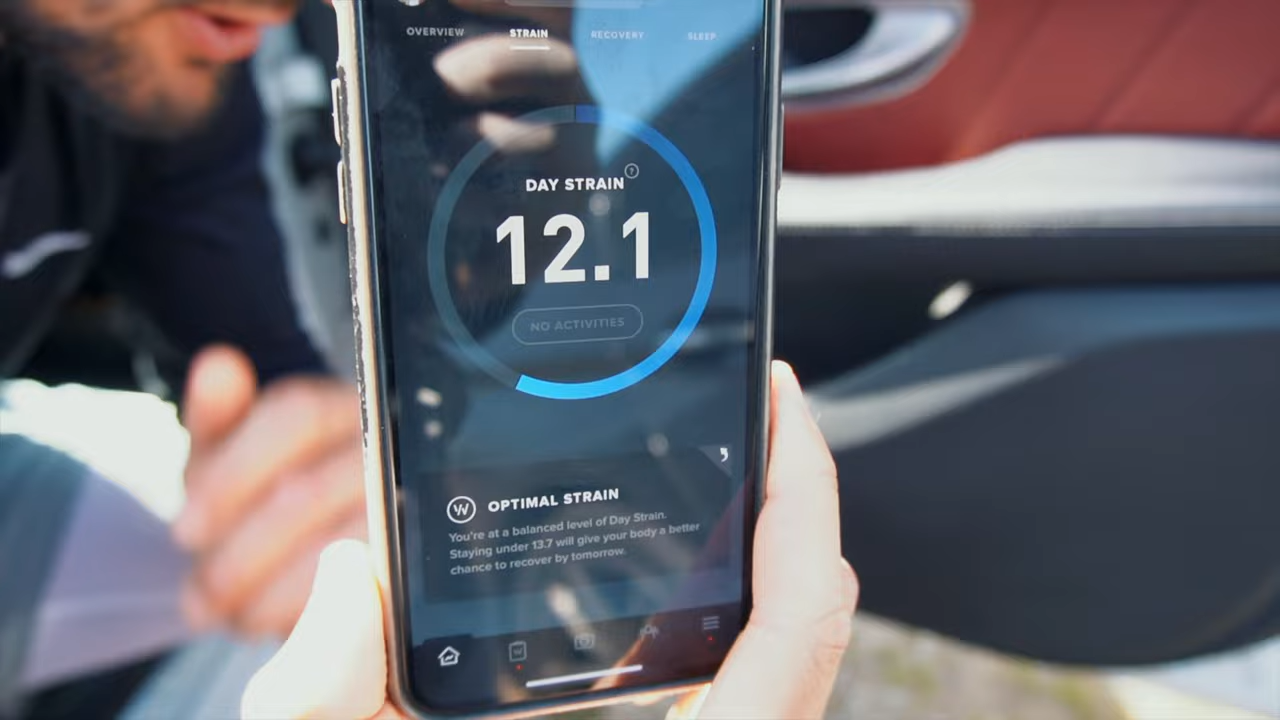 OVERVIEW STRAIN RECOVERY SLEEP
DAY STRAIN ?
12.1
NO ACTIVITIES
W OPTIMAL STRAIN
You're at a balanced level of Day Strain.
Staying under 13.7 will give your body a better
chance to recover by tomorrow.